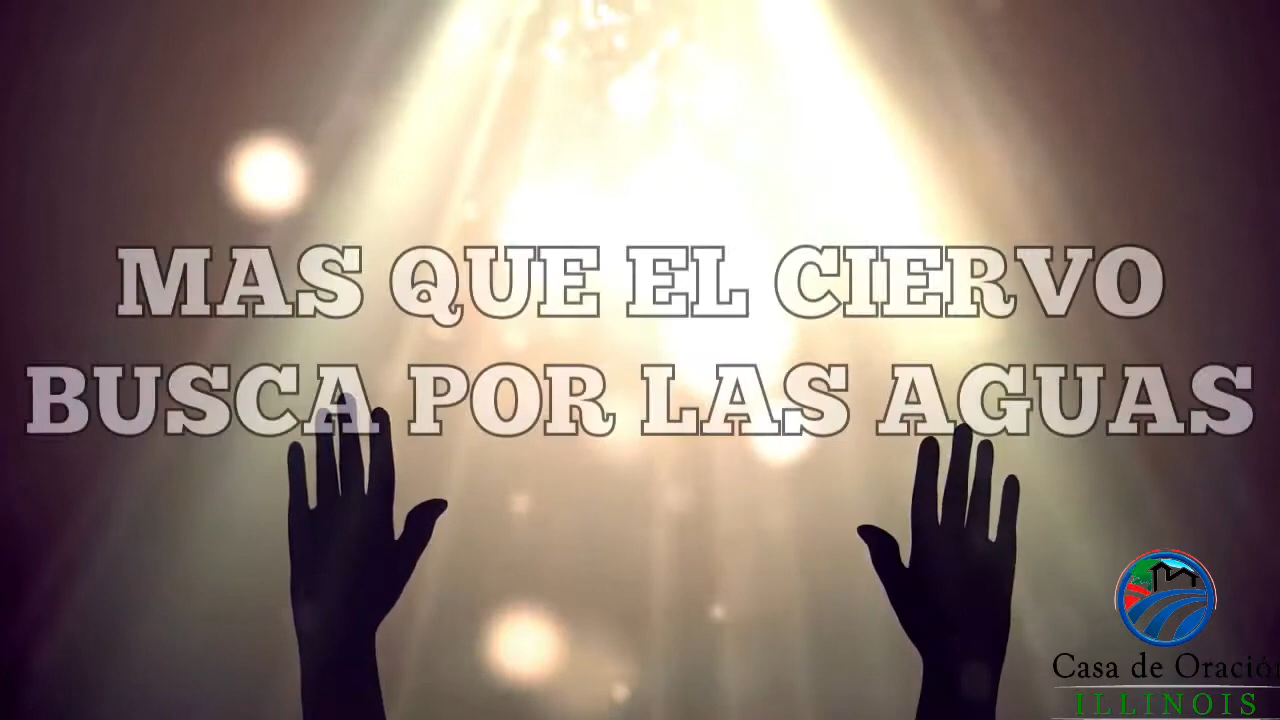 MAS QUE EL CIERVO
BUSCA POR LAS AGUAS
Casa de Oració
ILLINOIS